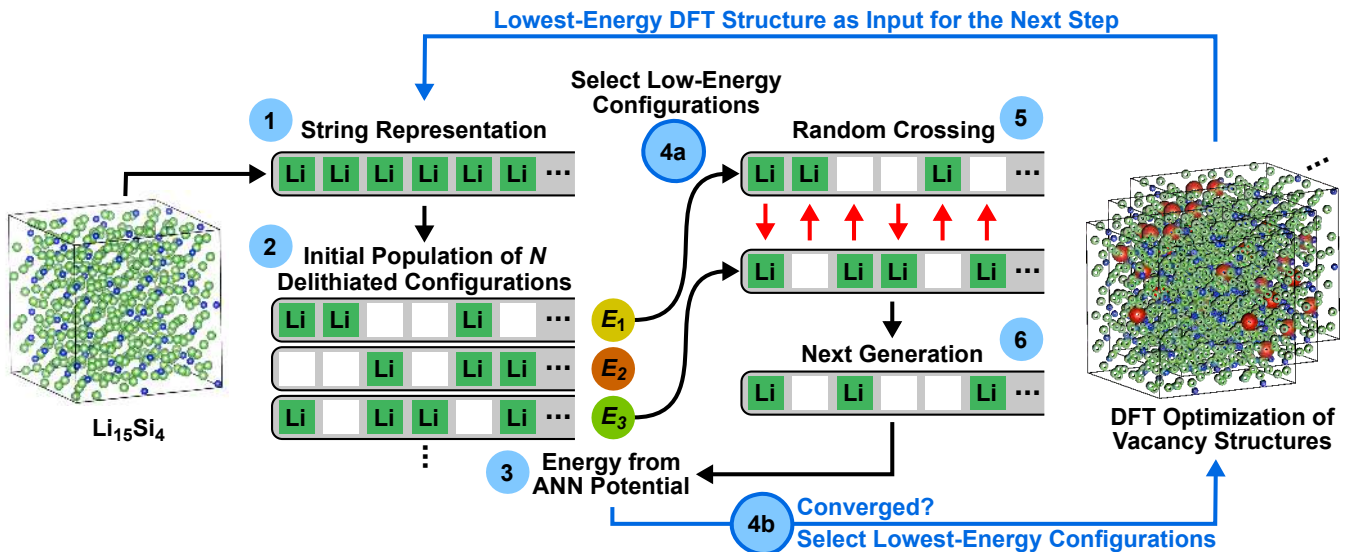 Lowest-Energy DFT Structure as Input for the Next Step
Select Low-Energy
Configurations
1
String Representation
4a
Random Crossing
5
Li Li Li Li Li Li ...
Li Li Li ...
2
Initial Population of N
Delithiated Configurations
Li Li Li Li ...
Li Li Li ... E1
Next Generation
6
Li Li Li ... E2
Li Li Li ...
Li Li Li Li ... E3
Li15Si4
...
...
DFT Optimization of
Vacancy Structures
3
Energy from
ANN Potential
4b
Converged?
Select Lowest-Energy Configurations